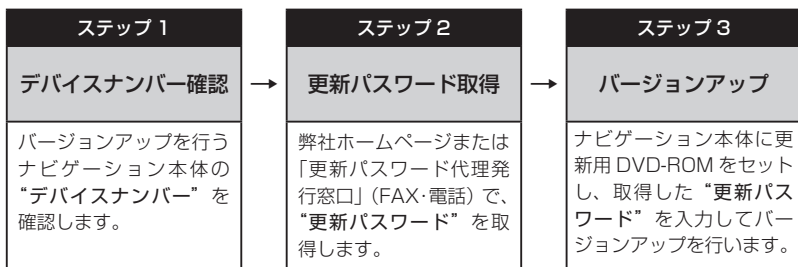 ステップ1
デバイスナンバー確認
バージョンアップを行う
ナビゲーション本体の
“デバイスナンバー”を
確認します。
→
ステップ2
更新パスワード取得
弊社ホームページまたは
「更新パスワード代理発
行窓口」（FAX・電話）で、
“更新パスワード”を取
得します。
→
ステップ3
バージョンアップ
ナビゲーション本体に更
新用DVD-ROMをセット
し、取得した“更新パス
ワード”を入力してバー
ジョンアップを行います。